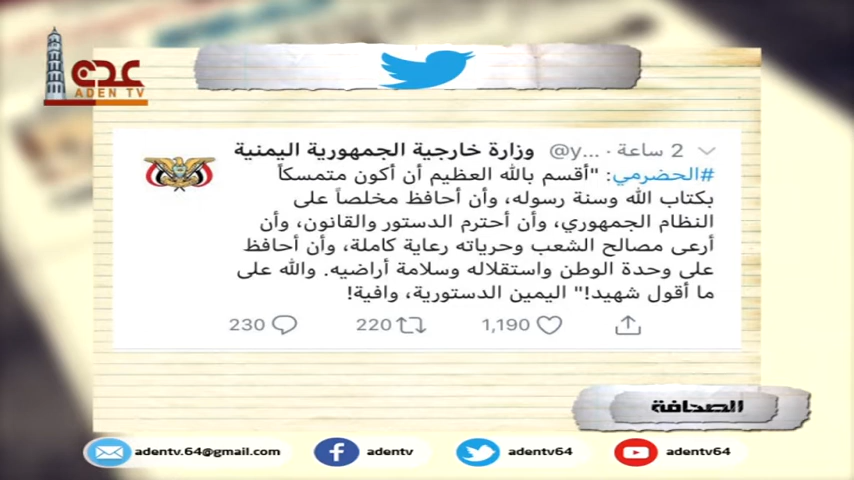 عدن
ADEN TV
وزارة خارجية الجمهورية اليمنية @y... · 2 ساعة
#الحضرمي: "أقسم بالله العظيم أن أكون متمسكاً
بكتاب الله وسنة رسوله، وأن أحافظ مخلصاً على
النظام الجمهوري، وأن أحترم الدستور والقانون، وأن
أرعى مصالح الشعب وحرياته رعاية كاملة، وأن أحافظ
على وحدة الوطن واستقلاله وسلامة أراضيه. والله على
ما أقول شهيد!" اليمين الدستورية، وافية!
230 220 1,190
الصحافة
adentv.64@gmail.com adentv adentv64 adentv64